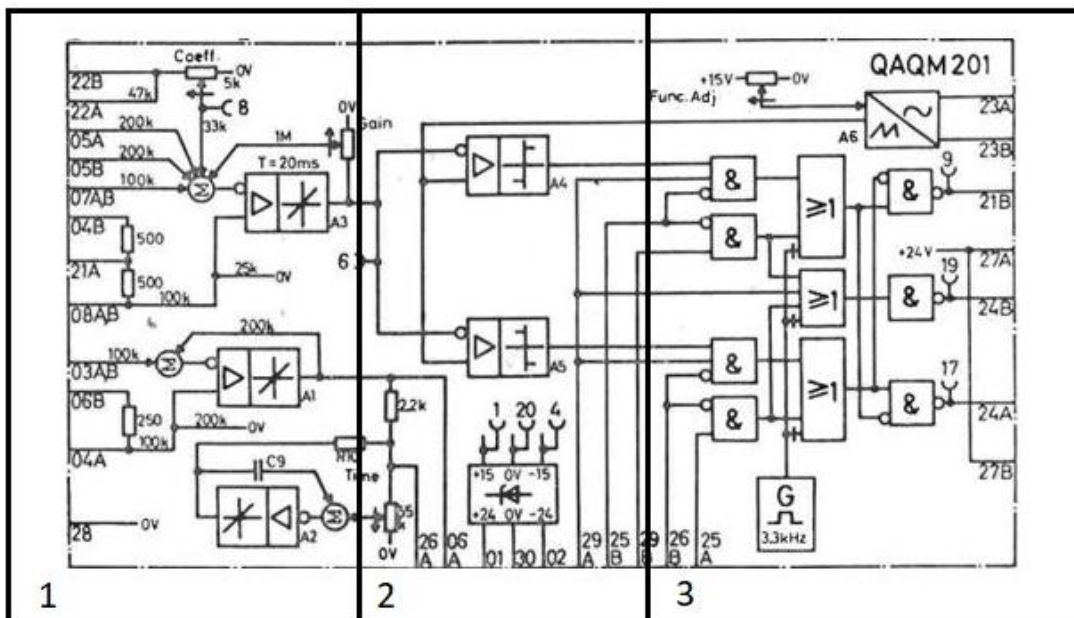 Coeff.
0V
5k
22B
47k
C8
22A
33k
05A
200k
05B
200k
07A,B
100k
1M
0V
Gain
T = 20ms
Σ
A3
04B
500
21A
500
25k
0V
08A,B
100k
6
200k
03A,B
100k
Σ
A1
06B
250
200k
0V
04A
100k
2,2k
R10
Time
C9
A2
Σ
0V
28
0V
26
A
06
A
A4
A5
1
20
4
+15 0V -15
+24 0V -24
01
30
02
29
A
25
B
29
B
26
B
25
A
+15V
0V
Func.Adj
QAQM201
A6
23A
23B
&
&
≥1
&
9
21B
+24V
27A
≥1
&
19
24B
&
&
≥1
&
17
24A
27B
G
3,3kHz
1
2
3